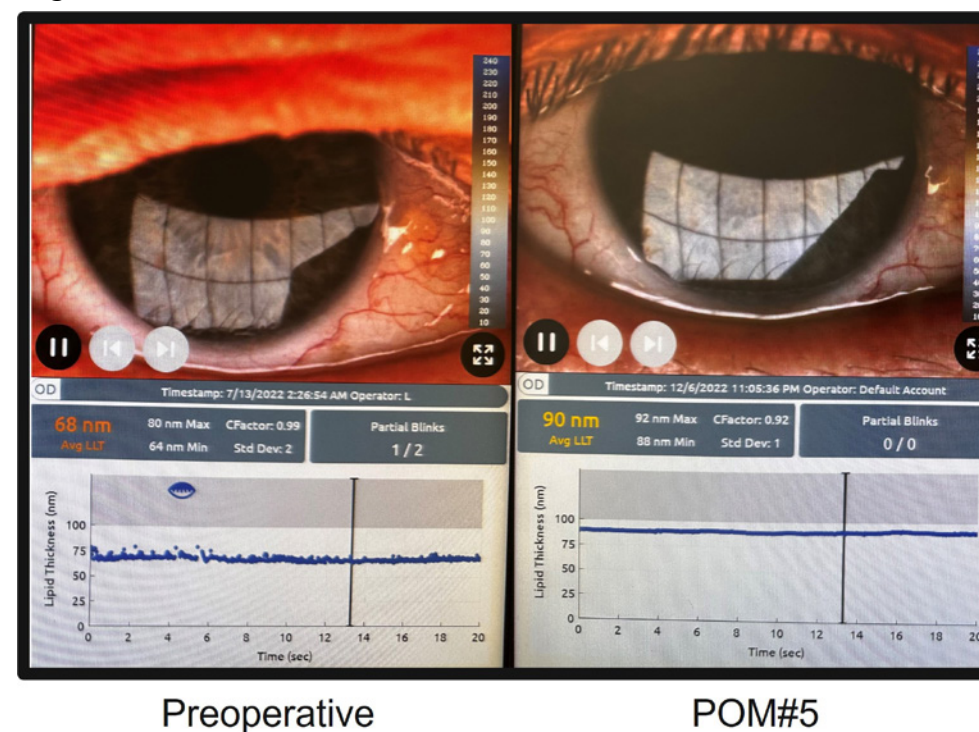 240
230
220
210
200
190
180
170
160
150
140
130
120
110
100
90
80
70
60
50
40
30
20
10
OD
Timestamp: 7/13/2022 2:26:54 AM Operator: L
68 nm
Avg LLT
80 nm Max CFactor: 0.99
64 nm Min Std Dev: 2
Partial Blinks
1 / 2
Lipid Thickness (nm)
100
75
50
25
0
0 2 4 6 8 10 12 14 16 18 20
Time (sec)
OD
Timestamp: 12/6/2022 11:05:36 PM Operator: Default Account
90 nm
Avg LLT
92 nm Max CFactor: 0.92
88 nm Min Std Dev: 1
Partial Blinks
0 / 0
Lipid Thickness (nm)
100
75
50
25
0
0 2 4 6 8 10 12 14 16 18
Time (sec)
Preoperative
POM#5